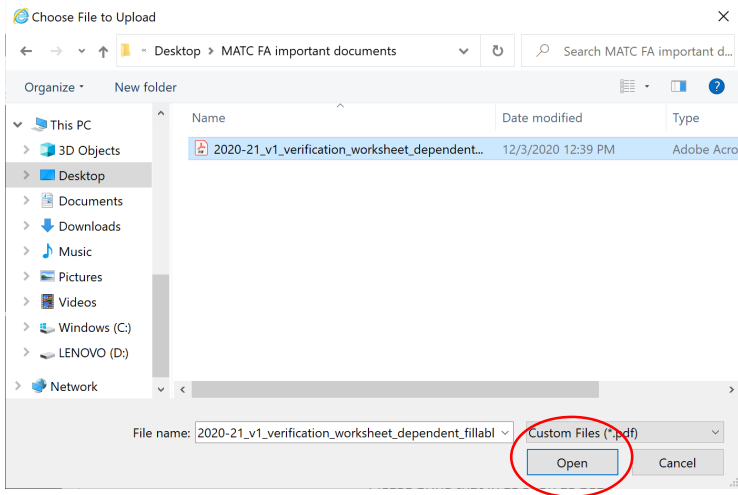 Choose File to Upload
Desktop > MATC FA important documents
Search MATC FA important d...
Organize
New folder
Name
Date modified
Type
This PC
3D Objects
Desktop
Documents
Downloads
Music
Pictures
Videos
Windows (C:)
LENOVO (D:)
Network
2020-21_v1_verification_worksheet_dependent...
12/3/2020 12:39 PM
Adobe Acro
File name:
2020-21_v1_verification_worksheet_dependent_fillabl
Custom Files (*.pdf)
Open
Cancel